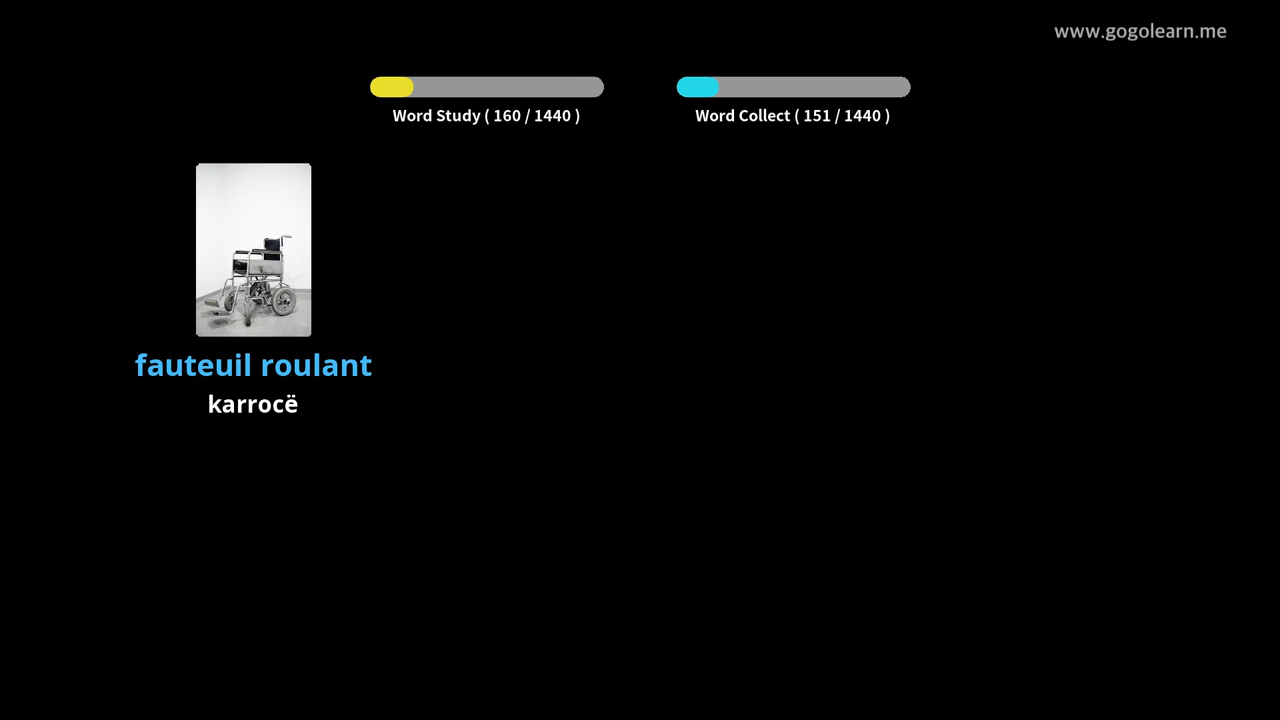 www.gogolearn.me
Word Study ( 160 / 1440 )
Word Collect ( 151 / 1440 )
fauteuil roulant
karrocë